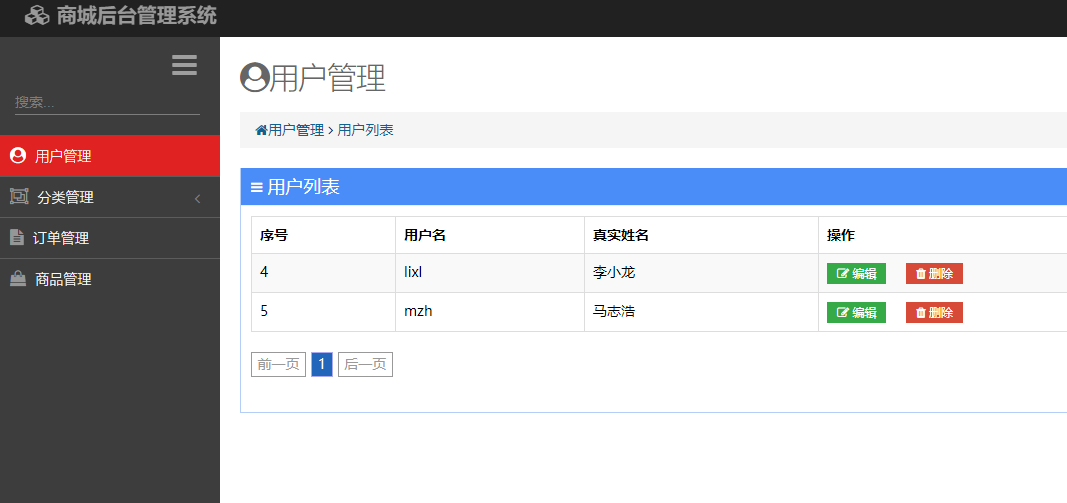 商城后台管理系统
搜索...
用户管理
分类管理
订单管理
商品管理
用户管理
用户管理 > 用户列表
用户列表
序号 用户名 真实姓名 操作
4 lixl 李小龙 编辑 删除
5 mzh 马志浩 编辑 删除
前一页 1 后一页